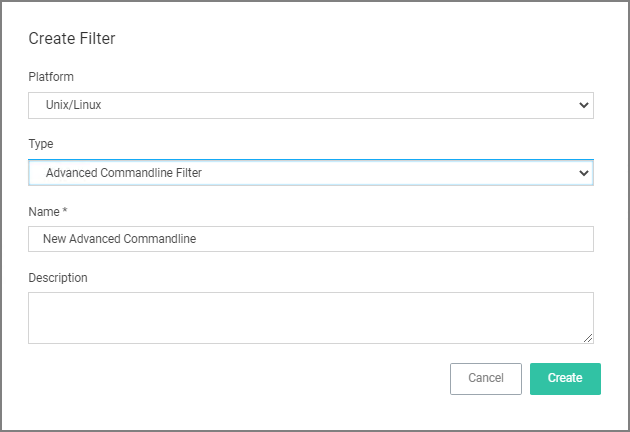 Create Filter
Platform
Unix/Linux
Type
Advanced Commandline Filter
Name *
New Advanced Commandline
Description
Cancel Create